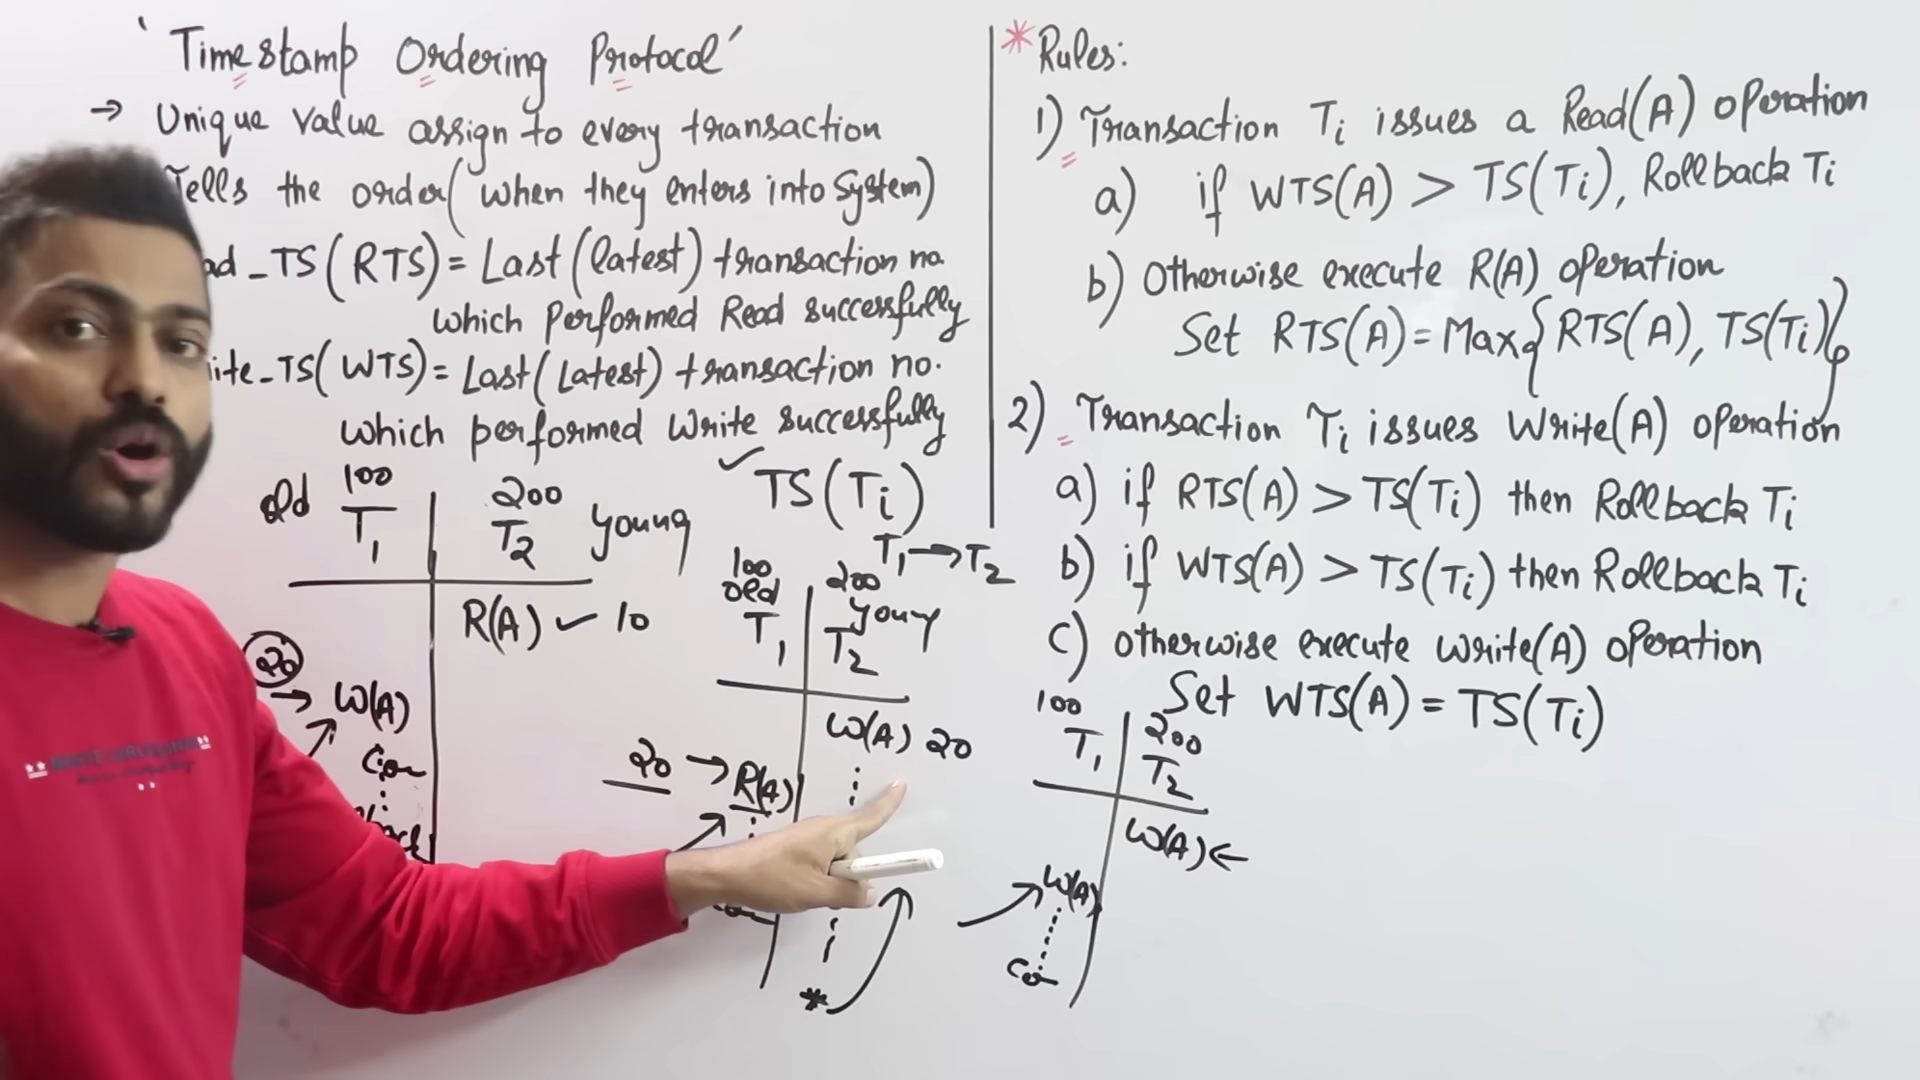 'Timestamp Ordering Protocol'
→ Unique value assign to every transaction
Tells the order (when they enters into System)
ad_TS (RTS) = Last (latest) transaction no.
which performed Read successfully
ite_TS (WTS) = Last (latest) transaction no.
which performed Write successfully
Old 100 T1 200 T2 Young
R(A) ✓ 10
20 → W(A)
Com
✓ TS(Ti)
T1 → T2
100 old T1 200 young T2
W(A) 20
20 → R(A)
Com
*
* Rules:
1) Transaction Ti issues a Read(A) operation
a) if WTS(A) > TS(Ti), Rollback Ti
b) Otherwise execute R(A) operation
Set RTS(A) = Max{RTS(A), TS(Ti)}
2) Transaction Ti issues Write(A) operation
a) if RTS(A) > TS(Ti) then Rollback Ti
b) if WTS(A) > TS(Ti) then Rollback Ti
c) otherwise execute write(A) operation
Set WTS(A) = TS(Ti)
100 T1 200 T2
W(A) ←
→ W(A)
Com